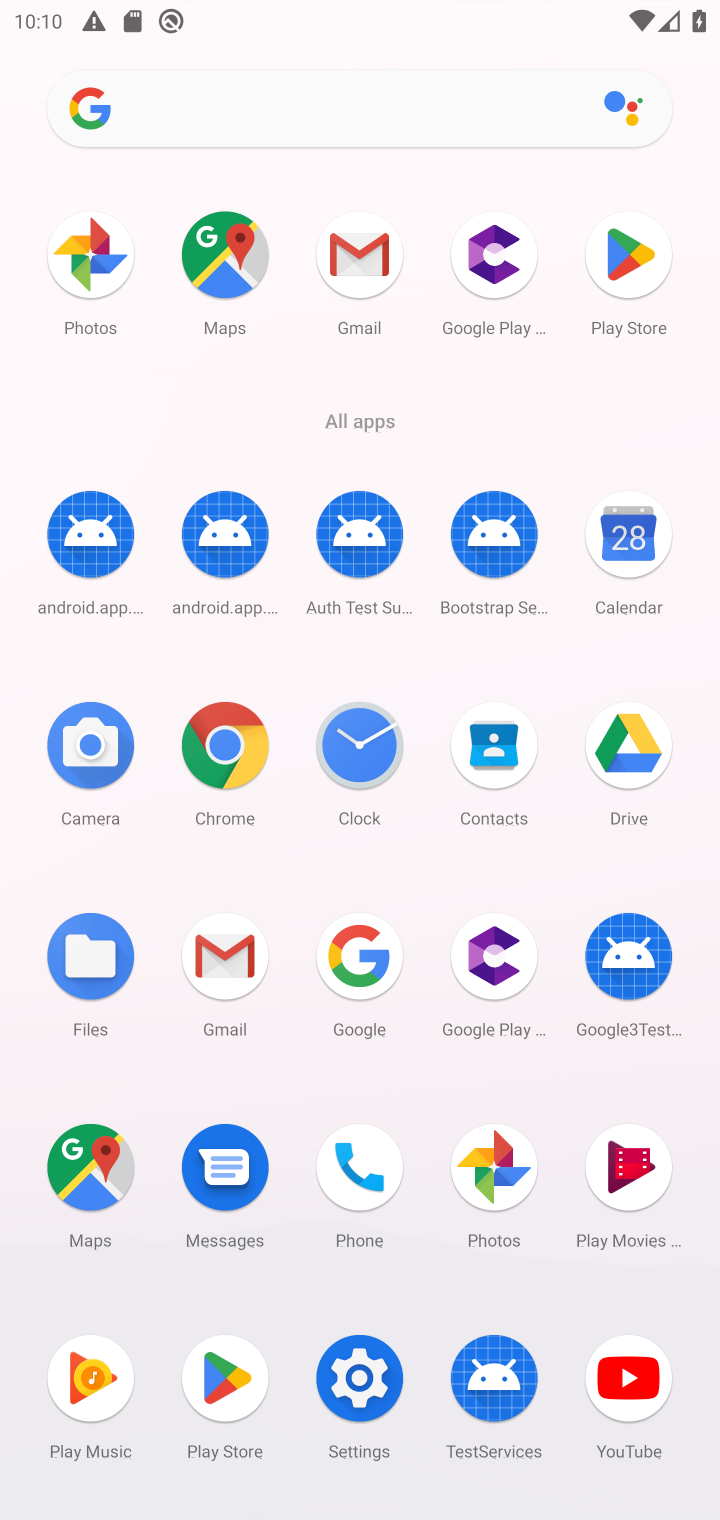 10:10
Photos
Maps
Gmail
Google Play ...
Play Store
All apps
android.app....
android.app....
Auth Test Su...
Bootstrap Se...
28
Calendar
Camera
Chrome
Clock
Contacts
Drive
Files
Gmail
Google
Google Play ...
Google3Test...
Maps
Messages
Phone
Photos
Play Movies ...
Play Music
Play Store
Settings
TestServices
YouTube